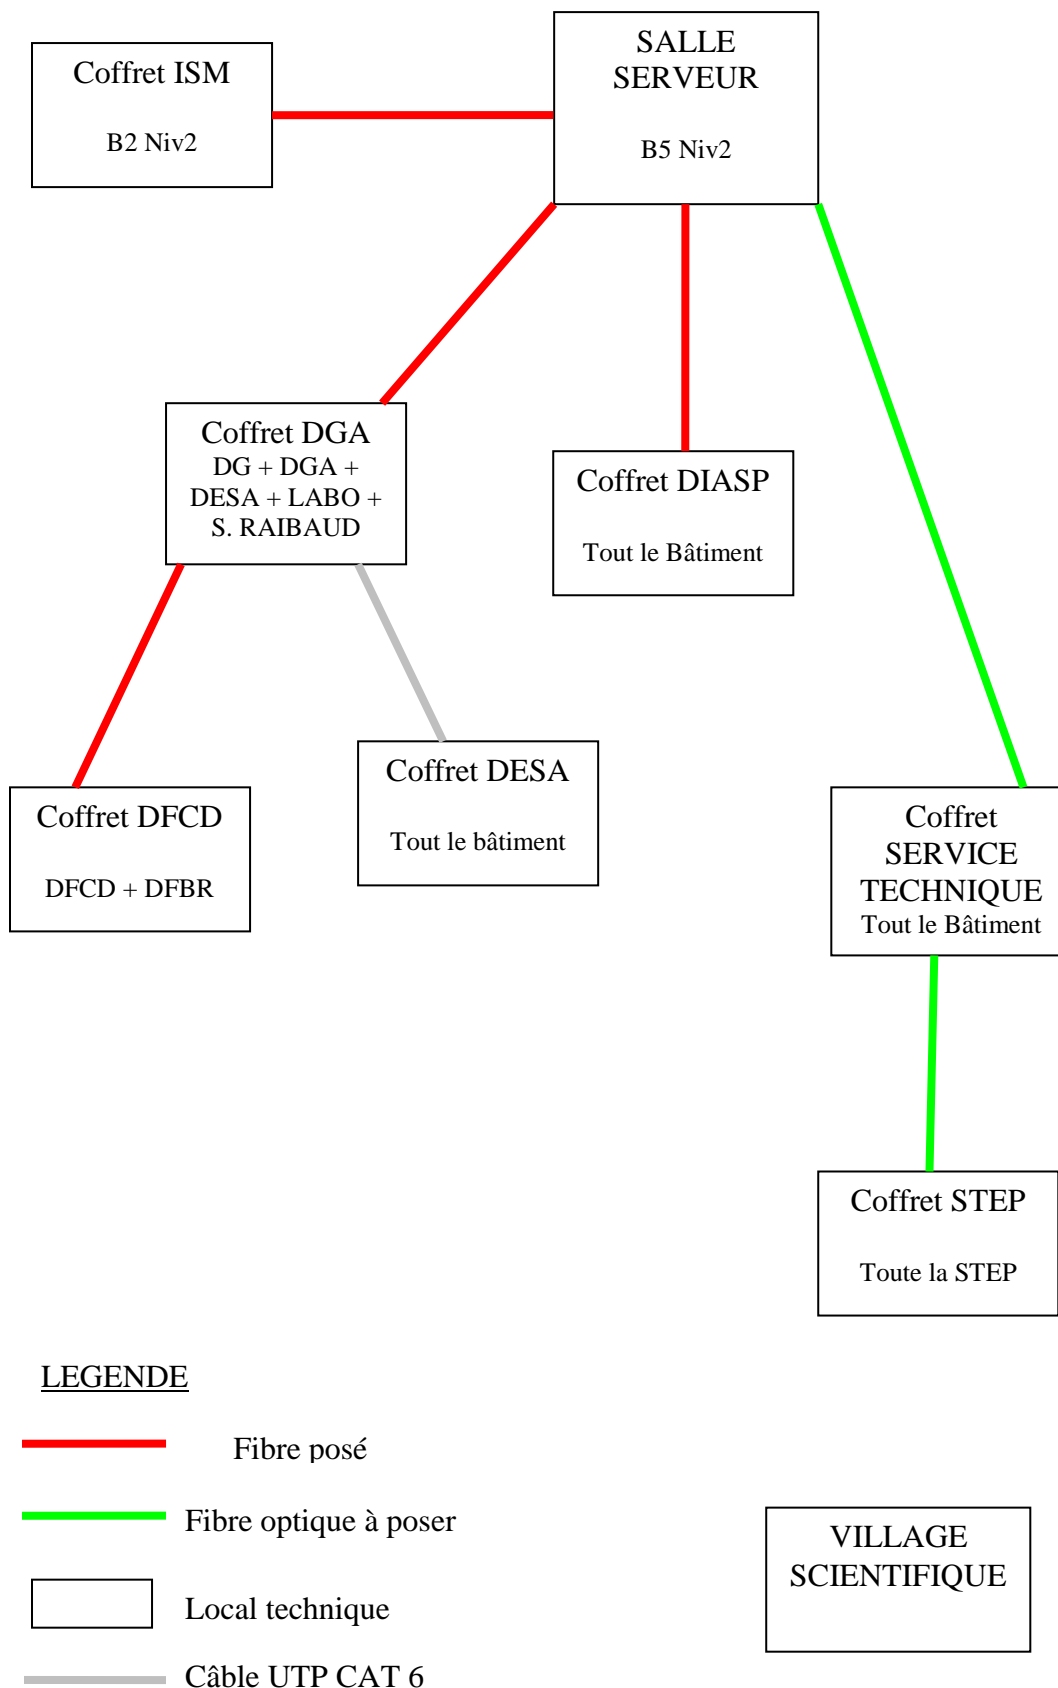 Coffret ISM
B2 Niv2
SALLE
SERVEUR
B5 Niv2
Coffret DGA
DG + DGA +
DESA + LABO +
S. RAIBAUD
Coffret DIASP
Tout le Bâtiment
Coffret DFCD
DFCD + DFBR
Coffret DESA
Tout le bâtiment
Coffret
SERVICE
TECHNIQUE
Tout le Bâtiment
Coffret STEP
Toute la STEP
LEGENDE
Fibre posé
Fibre optique à poser
Local technique
Câble UTP CAT 6
VILLAGE
SCIENTIFIQUE